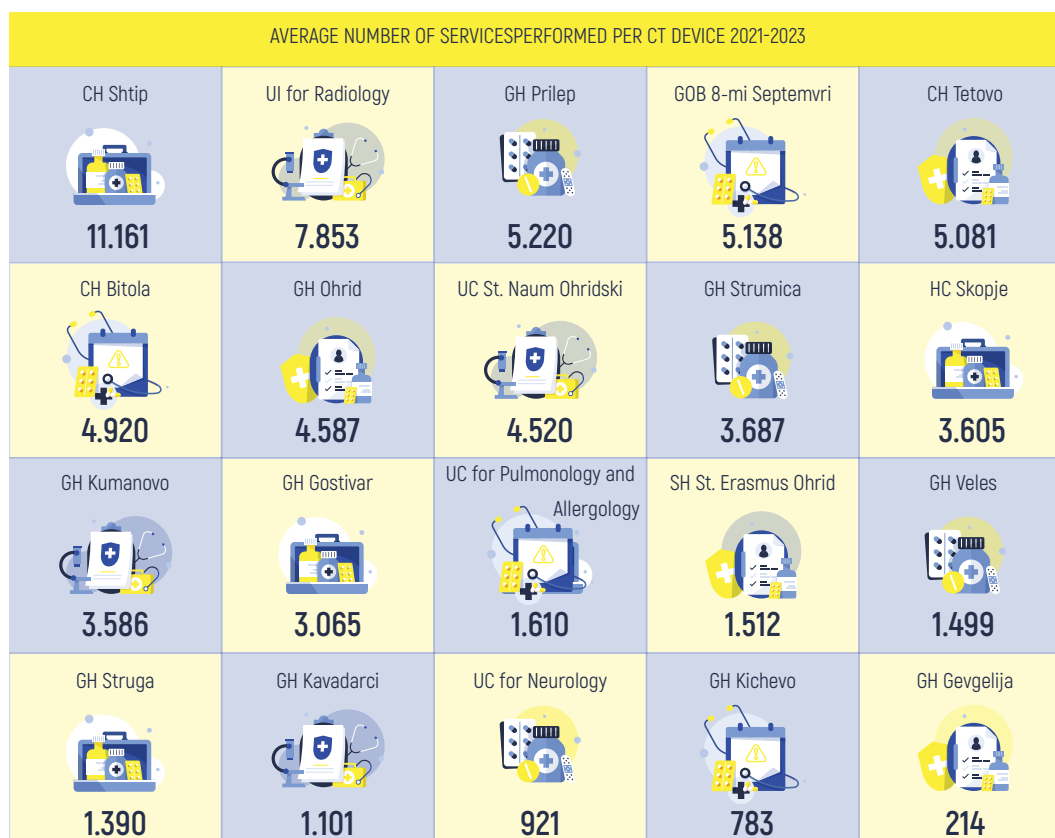 AVERAGE NUMBER OF SERVICESPERFORMED PER CT DEVICE 2021-2023
CH Shtip
11.161
UI for Radiology
7.853
GH Prilep
5.220
GOB 8-mi Septemvri
5.138
CH Tetovo
5.081
CH Bitola
4.920
GH Ohrid
4.587
UC St. Naum Ohridski
4.520
GH Strumica
3.687
HC Skopje
3.605
GH Kumanovo
3.586
GH Gostivar
3.065
UC for Pulmonology and
Allergology
1.610
SH St. Erasmus Ohrid
1.512
GH Veles
1.499
GH Struga
1.390
GH Kavadarci
1.101
UC for Neurology
921
GH Kichevo
783
GH Gevgelija
214